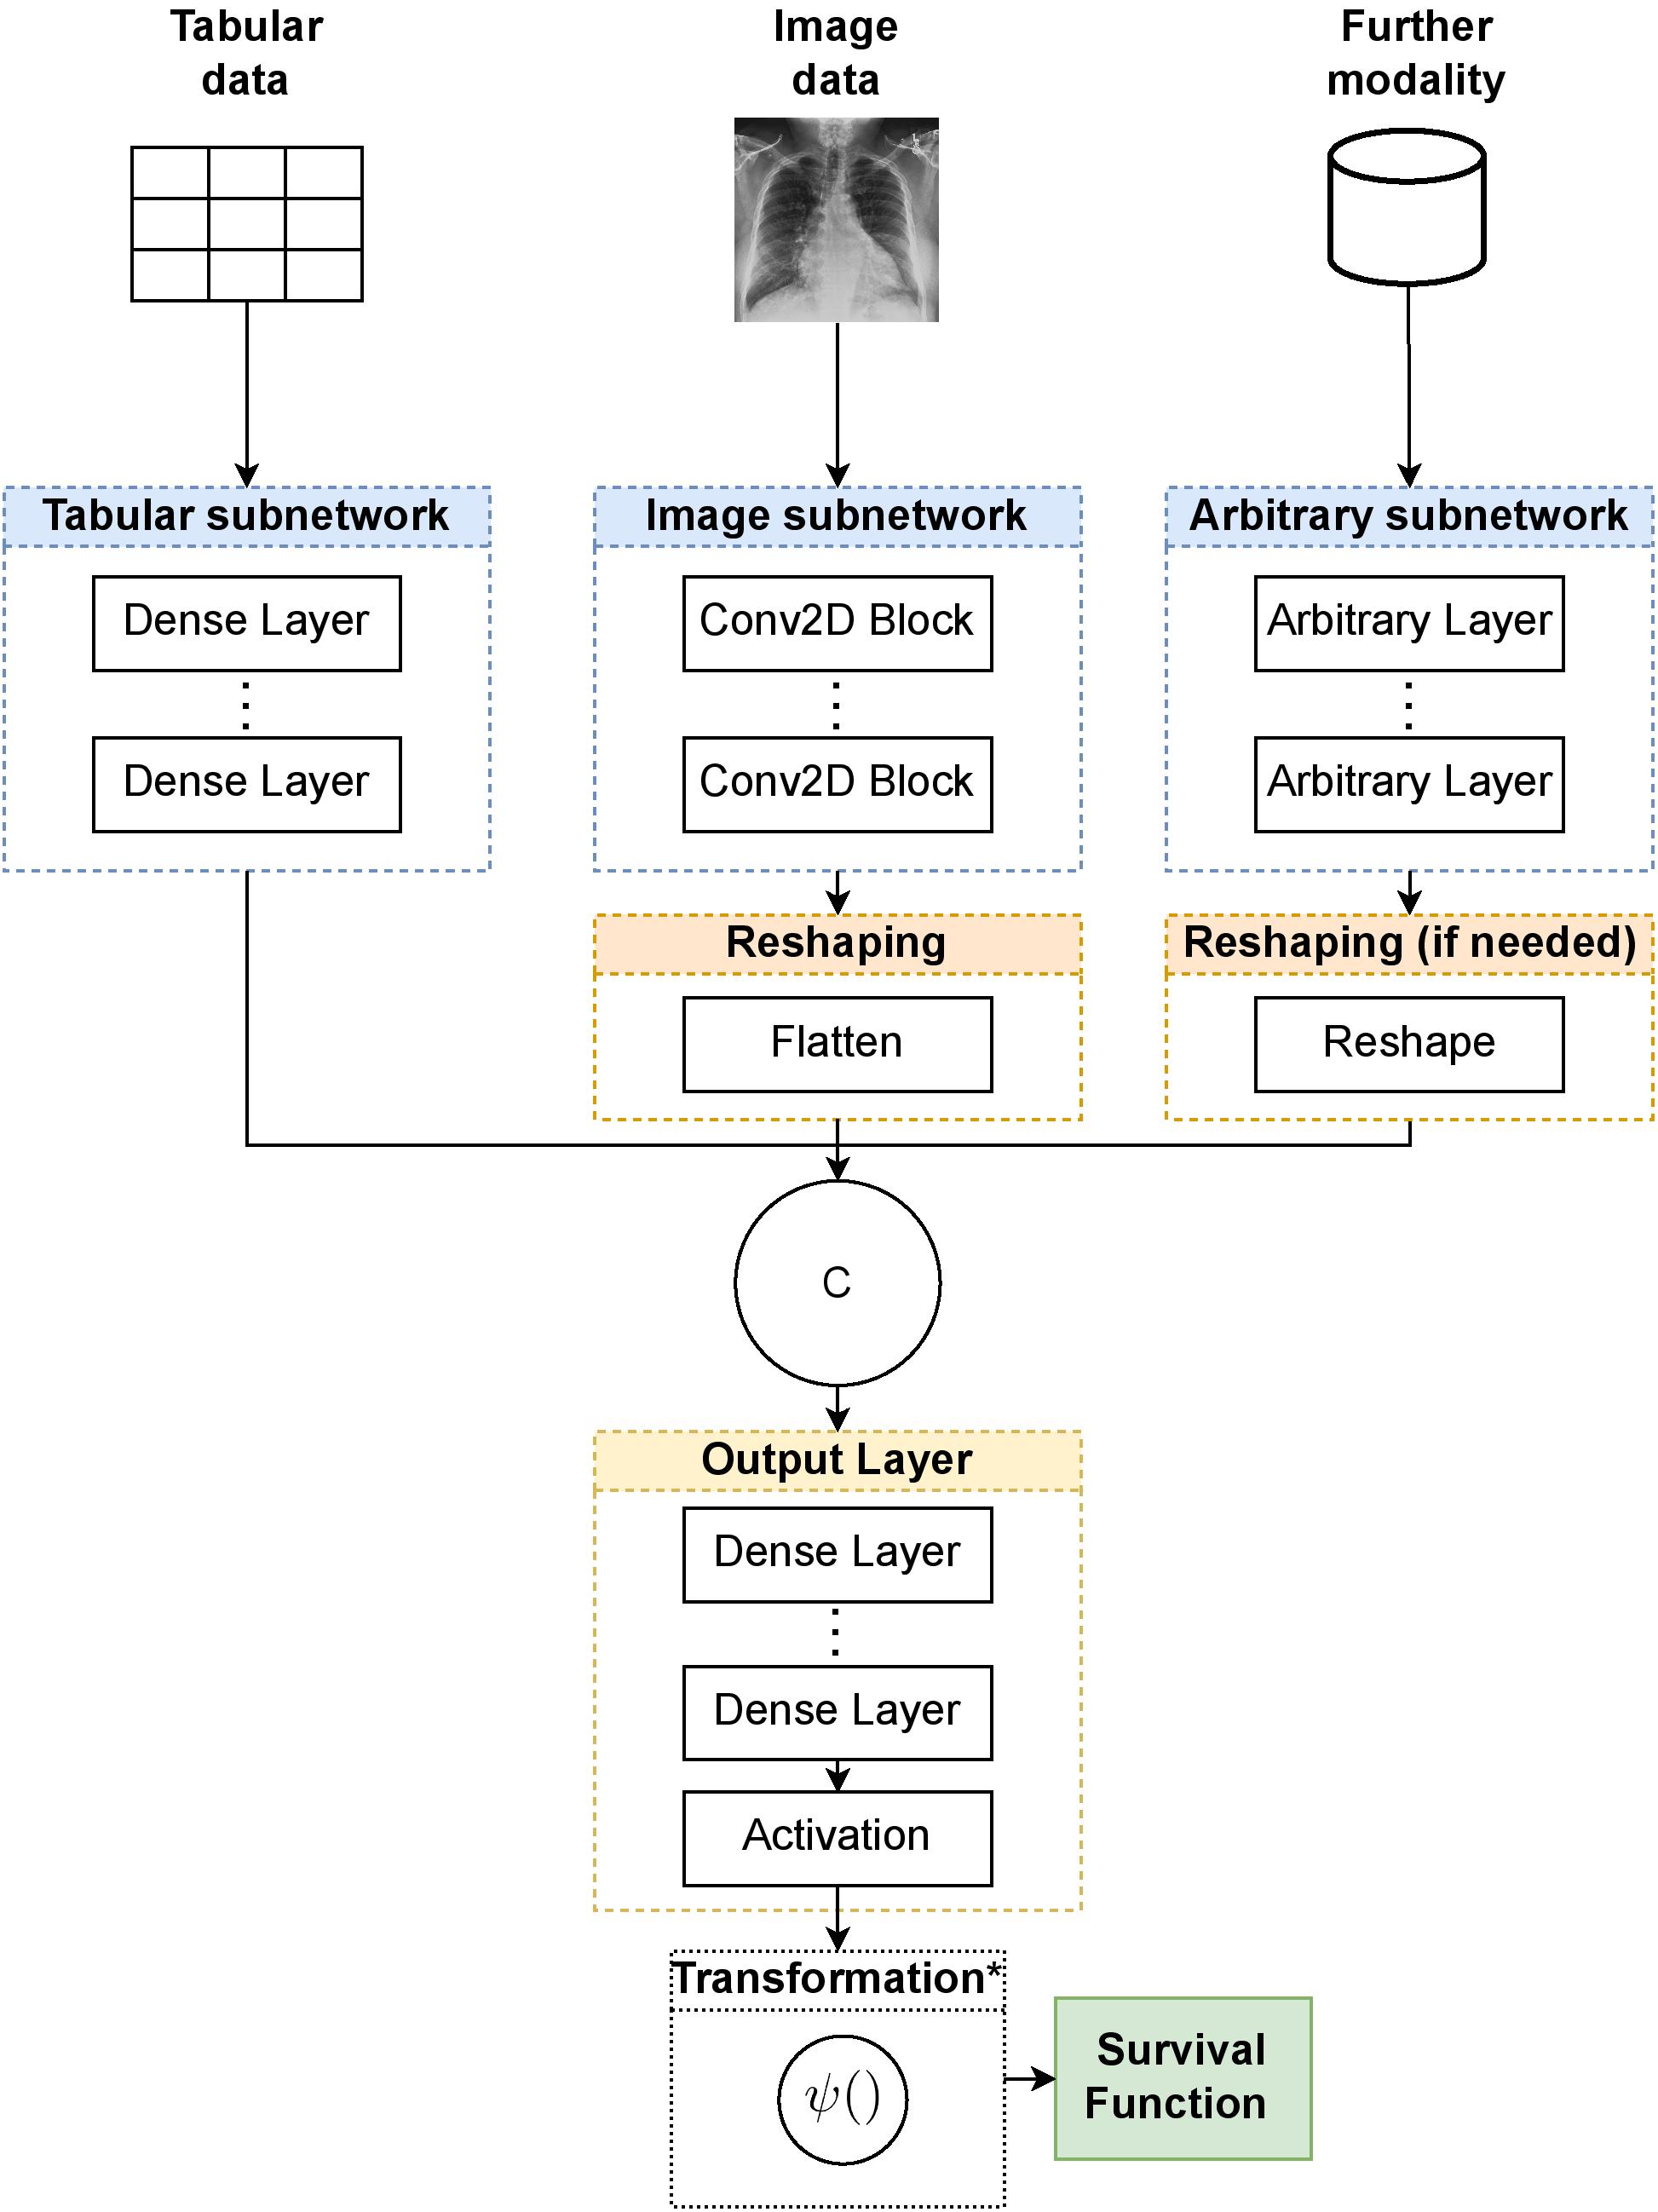 Tabular
data
Image
data
Further
modality
Tabular subnetwork
Dense Layer
Dense Layer
Image subnetwork
Conv2D Block
Conv2D Block
Arbitrary subnetwork
Arbitrary Layer
Arbitrary Layer
Reshaping
Flatten
Reshaping (if needed)
Reshape
C
Output Layer
Dense Layer
Dense Layer
Activation
Transformation*
ψ()
Survival
Function